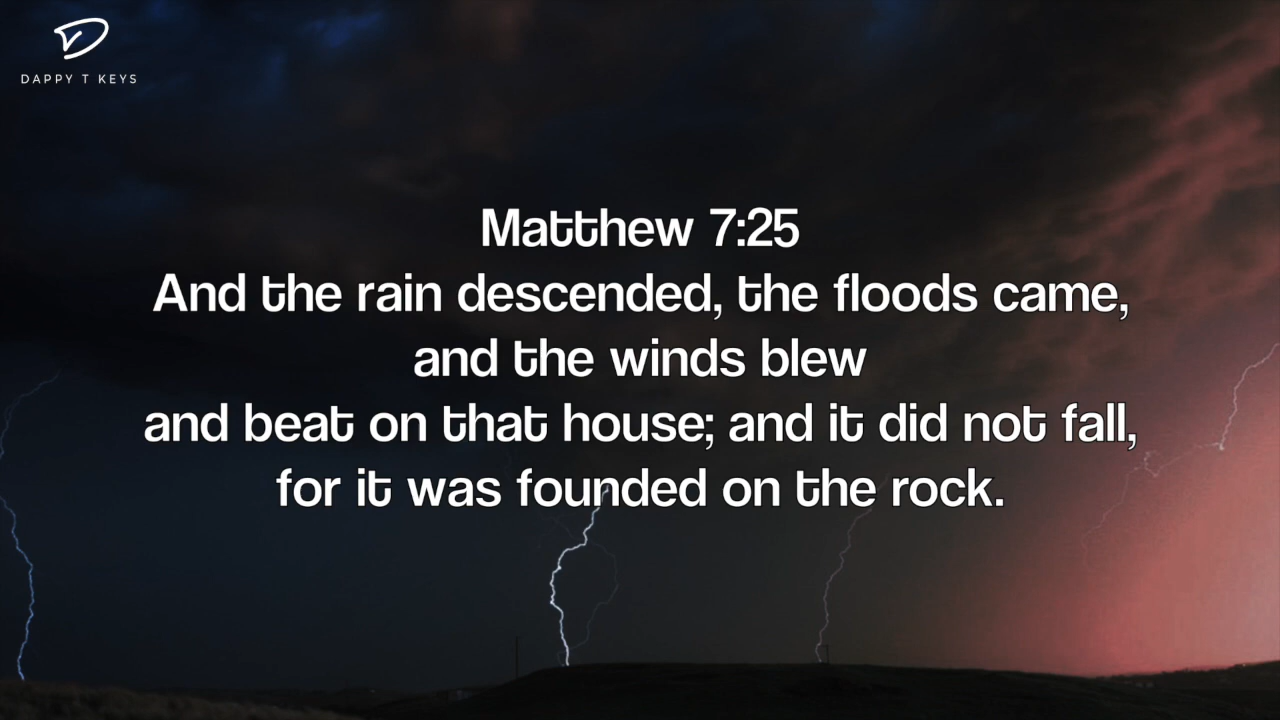 DAPPY T KEYS
Matthew 7:25
And the rain descended, the floods came,
and the winds blew
and beat on that house; and it did not fall,
for it was founded on the rock.